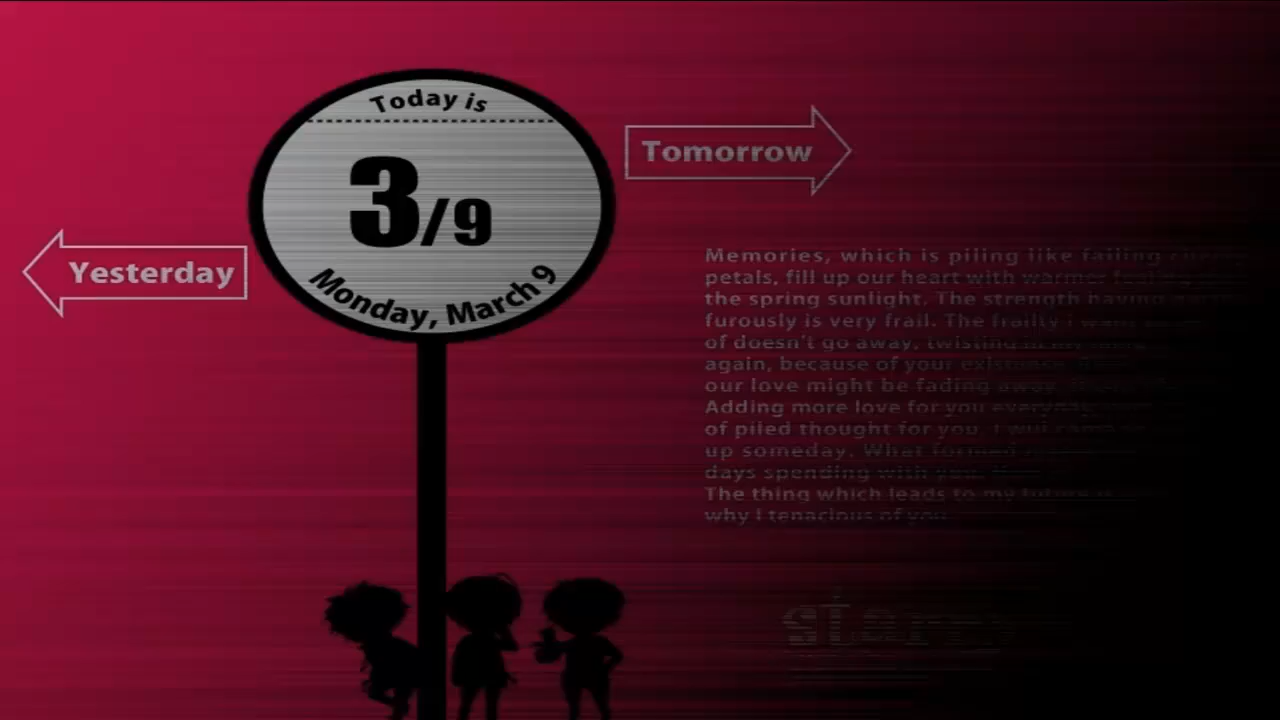 Today is
3/9
Monday, March 9
Tomorrow
Yesterday
Memories, which is piling like falling
petals, fill up our heart with warmer
the spring sunlight. The strength having
furously is very frail. The frailty I want
of doesn't go away, twisting in my
again, because of your existence.
our love might be fading away.
Adding more love for you everyday
of piled thought for you, I will
up someday. What formed
days spending with you.
The thing which leads to my future is
why I tenacious of you.